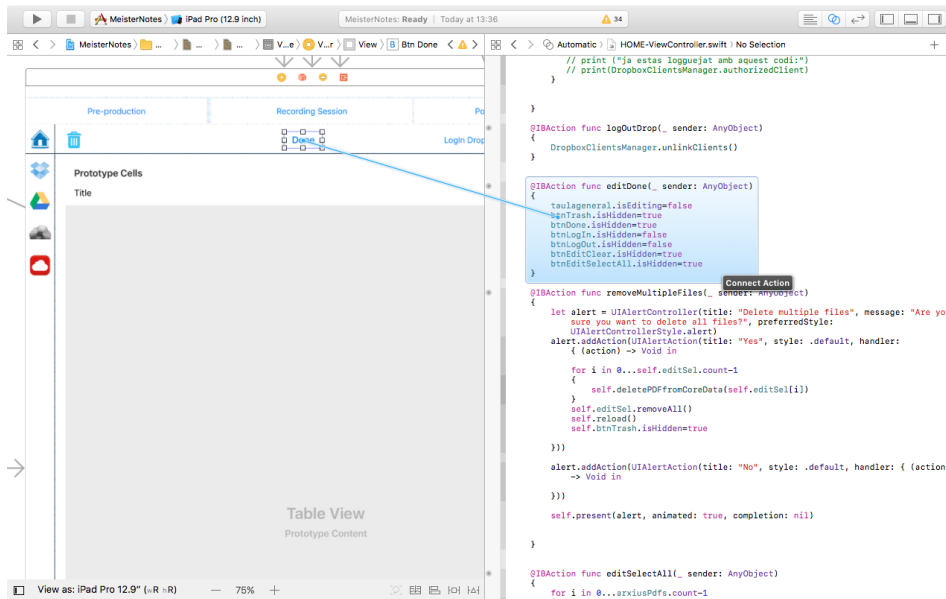 MeisterNotes
iPad Pro (12.9 inch)
MeisterNotes: Ready | Today at 13:36
34
MeisterNotes
...
...
...
V...e
V...r
View
B Btn Done
Automatic
HOME-ViewController.swift
No Selection
Pre-production
Recording Session
Po
Done
LogIn Drop
Prototype Cells
Title
Table View
Prototype Content
View as: iPad Pro 12.9" (wR hR)
— 75% +
// print ("ja estas logguejat amb aquest codi:")
// print(DropboxClientsManager.authorizedClient)
}
}
@IBAction func logOutDrop(_ sender: AnyObject)
{
DropboxClientsManager.unlinkClients()
}
@IBAction func editDone(_ sender: AnyObject)
{
taulageneral.isEditing=false
btnTrash.isHidden=true
btnDone.isHidden=true
btnLogIn.isHidden=false
btnLogOut.isHidden=false
btnEditClear.isHidden=true
btnEditSelectAll.isHidden=true
}
Connect Action
@IBAction func removeMultipleFiles(_ sender: AnyObject)
{
let alert = UIAlertController(title: "Delete multiple files", message: "Are yo
sure you want to delete all files?", preferredStyle:
UIAlertControllerStyle.alert)
alert.addAction(UIAlertAction(title: "Yes", style: .default, handler:
{ (action) -> Void in
for i in 0...self.editSel.count-1
{
self.deletePDFfromCoreData(self.editSel[i])
}
self.editSel.removeAll()
self.reload()
self.btnTrash.isHidden=true
}))
alert.addAction(UIAlertAction(title: "No", style: .default, handler: { (action
-> Void in
}))
self.present(alert, animated: true, completion: nil)
}
@IBAction func editSelectAll(_ sender: AnyObject)
{
for i in 0...arxiusPdfs.count-1